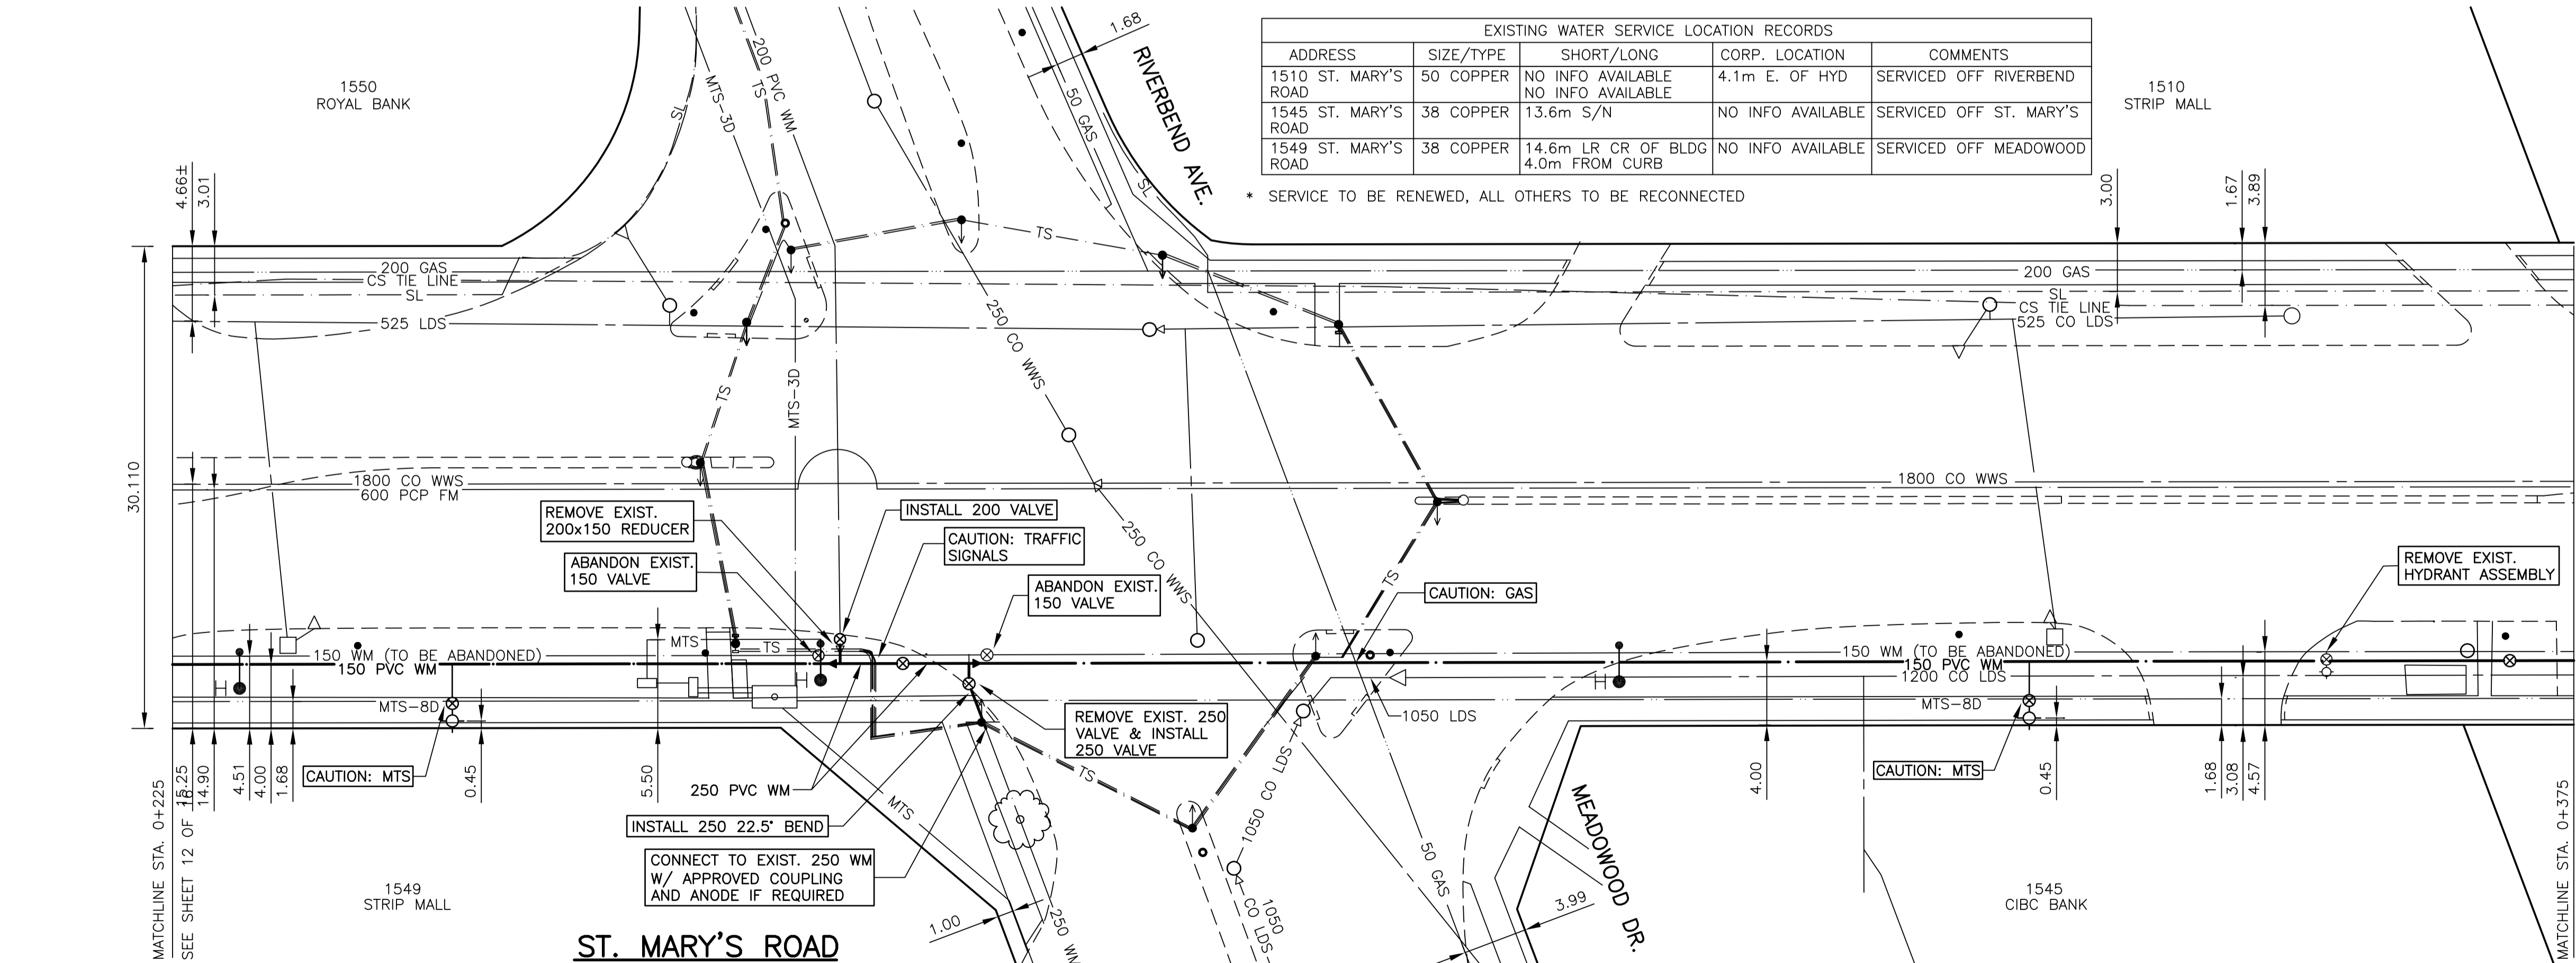 1550
ROYAL BANK
EXISTING WATER SERVICE LOCATION RECORDS
ADDRESS SIZE/TYPE SHORT/LONG CORP. LOCATION COMMENTS
1510 ST. MARY'S ROAD 50 COPPER NO INFO AVAILABLE NO INFO AVAILABLE 4.1m E. OF HYD SERVICED OFF RIVERBEND
1545 ST. MARY'S ROAD 38 COPPER 13.6m S/N NO INFO AVAILABLE SERVICED OFF ST. MARY'S
1549 ST. MARY'S ROAD 38 COPPER 14.6m LR CR OF BLDG 4.0m FROM CURB NO INFO AVAILABLE SERVICED OFF MEADOWOOD
* SERVICE TO BE RENEWED, ALL OTHERS TO BE RECONNECTED
1510
STRIP MALL
RIVERBEND AVE.
1.68
50 GAS
SL
200 PVC WM
TS
MTS-3D
SL
4.66±
3.01
3.00
1.67
3.89
30.110
200 GAS
CS TIE LINE
SL
525 LDS
TS
200 GAS
SL
CS TIE LINE
525 CO LDS
250 CO WWS
TS
MTS-3D
1800 CO WWS
600 PCP FM
1800 CO WWS
250 CO WWS
TS
REMOVE EXIST.
200x150 REDUCER
INSTALL 200 VALVE
CAUTION: TRAFFIC
SIGNALS
ABANDON EXIST.
150 VALVE
ABANDON EXIST.
150 VALVE
CAUTION: GAS
REMOVE EXIST.
HYDRANT ASSEMBLY
MTS
TS
150 WM (TO BE ABANDONED)
150 PVC WM
150 WM (TO BE ABANDONED)
150 PVC WM
1200 CO LDS
H
H
H
MTS-8D
MTS-8D
1050 LDS
REMOVE EXIST. 250
VALVE & INSTALL
250 VALVE
15.25
14.90
4.51
4.00
1.68
CAUTION: MTS
0.45
5.50
250 PVC WM
MTS
TS
1050 CO LDS
4.00
CAUTION: MTS
0.45
1.68
3.08
4.57
INSTALL 250 22.5° BEND
CONNECT TO EXIST. 250 WM
W/ APPROVED COUPLING
AND ANODE IF REQUIRED
MATCHLINE STA. 0+225
SEE SHEET 12 OF 16
1549
STRIP MALL
1.00
250 WM
1050
CO LDS
50 GAS
3.99
MEADOWOOD DR.
1545
CIBC BANK
MATCHLINE STA. 0+375
ST. MARY'S ROAD